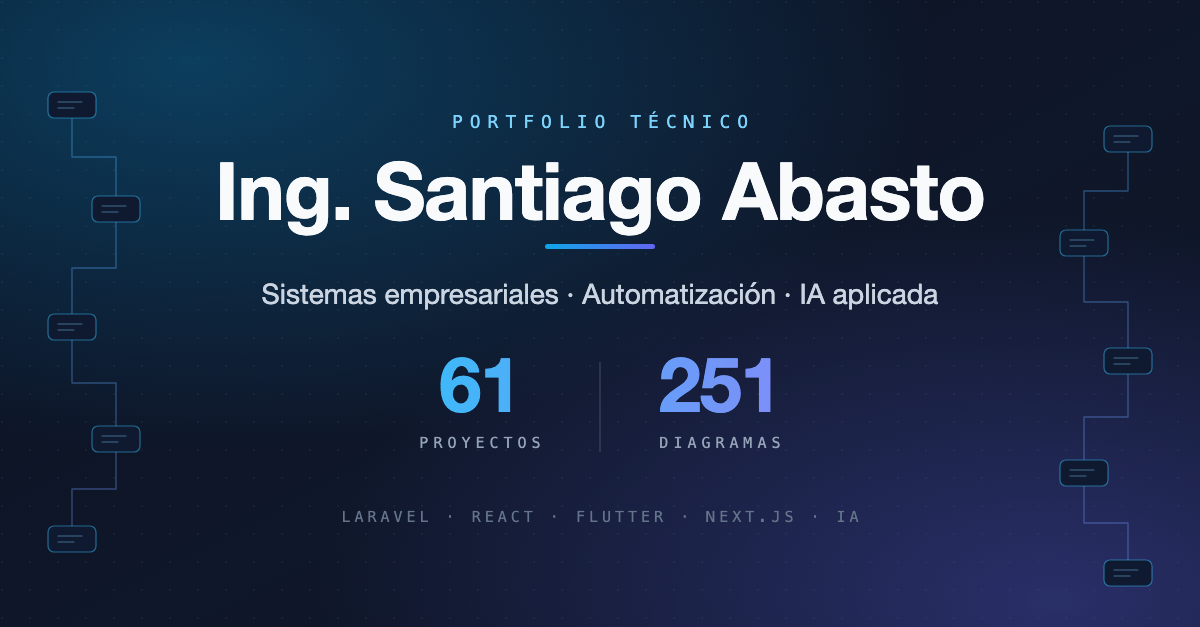 PORTFOLIO TÉCNICO
Ing. Santiago Abasto
Sistemas empresariales · Automatización · IA aplicada
61 251
PROYECTOS DIAGRAMAS
LARAVEL · REACT · FLUTTER · NEXT.JS · IA